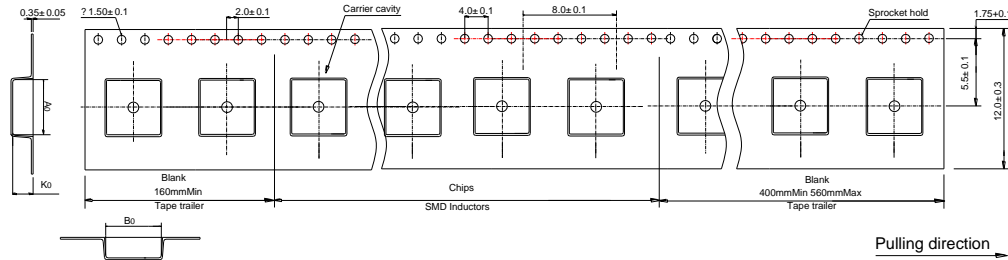 0.35± 0.05
? 1.50± 0.1
2.0± 0.1
Carrier cavity
4.0± 0.1
8.0± 0.1
Sprocket hold
1.75+0.1
5.5± 0.1
12.0± 0.3
A0
K0
Blank
160mmMin
Tape trailer
Chips
SMD Inductors
Blank
400mmMin 560mmMax
Tape trailer
B0
Pulling direction